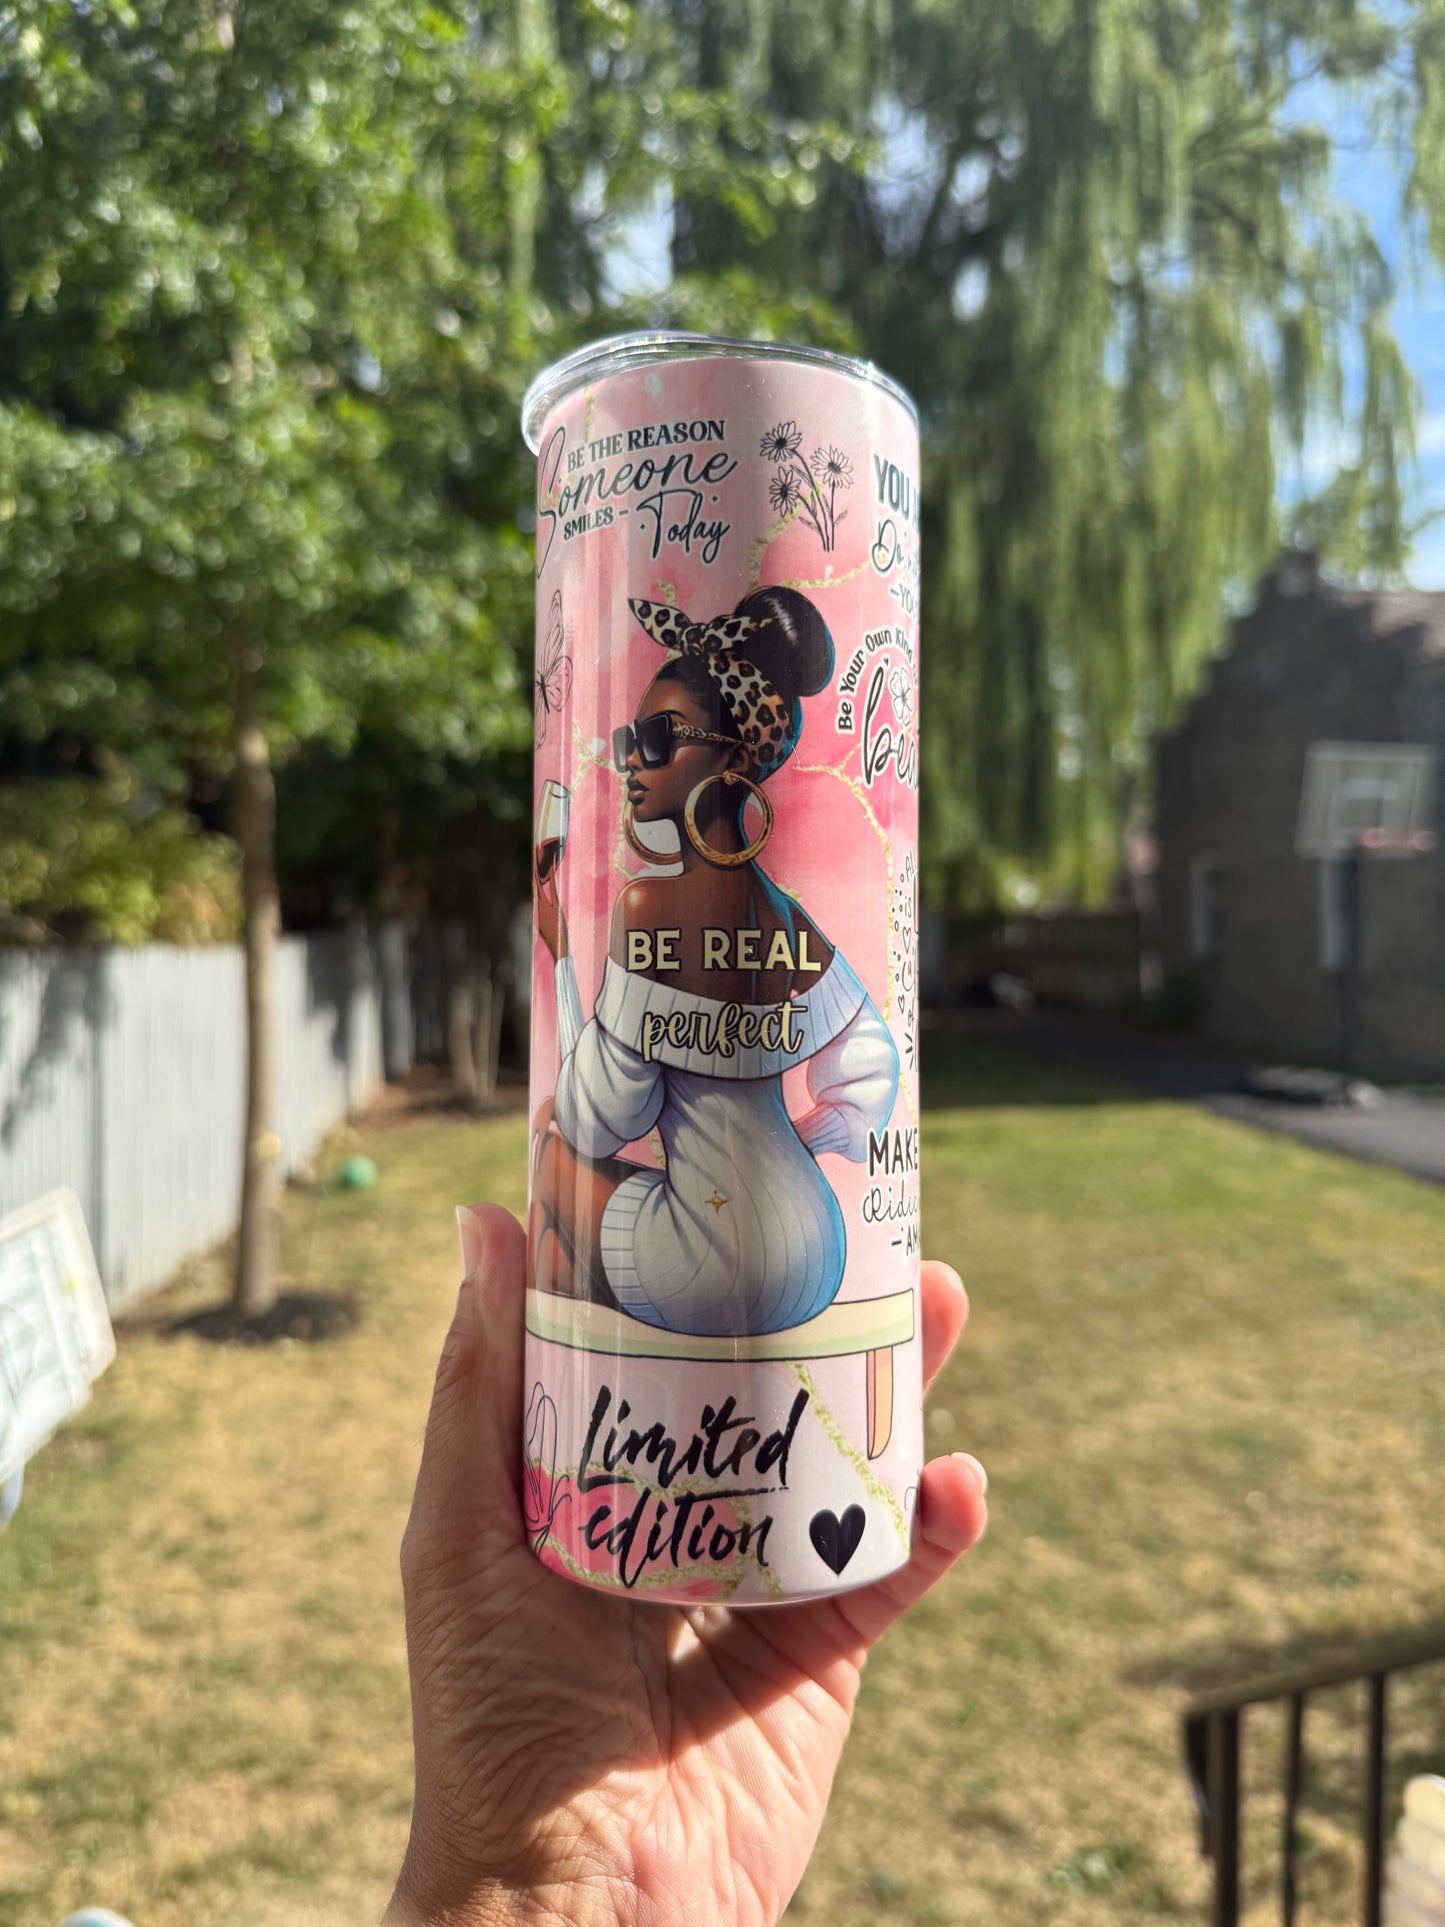 BE THE REASON
Someone
SMILES - Today
YOU
Be Your Own Kind
BE REAL
perfect
MAKE
Limited
edition